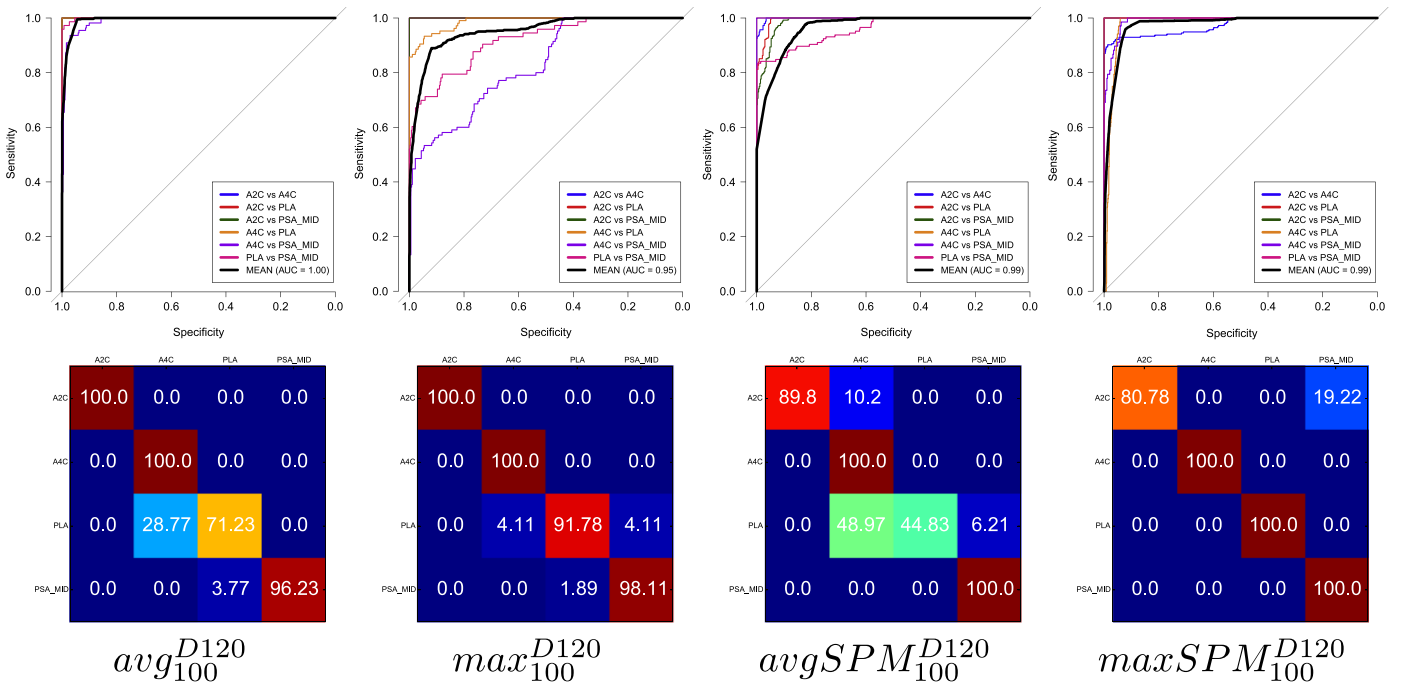 1.0
0.8
0.6
0.4
0.2
0.0
Sensitivity
1.0 0.8 0.6 0.4 0.2 0.0
Specificity
A2C vs A4C
A2C vs PLA
A2C vs PSA_MID
A4C vs PLA
A4C vs PSA_MID
PLA vs PSA_MID
MEAN (AUC = 1.00)
1.0
0.8
0.6
0.4
0.2
0.0
Sensitivity
1.0 0.8 0.6 0.4 0.2 0.0
Specificity
A2C vs A4C
A2C vs PLA
A2C vs PSA_MID
A4C vs PLA
A4C vs PSA_MID
PLA vs PSA_MID
MEAN (AUC = 0.95)
1.0
0.8
0.6
0.4
0.2
0.0
Sensitivity
1.0 0.8 0.6 0.4 0.2 0.0
Specificity
A2C vs A4C
A2C vs PLA
A2C vs PSA_MID
A4C vs PLA
A4C vs PSA_MID
PLA vs PSA_MID
MEAN (AUC = 0.99)
1.0
0.8
0.6
0.4
0.2
0.0
Sensitivity
1.0 0.8 0.6 0.4 0.2 0.0
Specificity
A2C vs A4C
A2C vs PLA
A2C vs PSA_MID
A4C vs PLA
A4C vs PSA_MID
PLA vs PSA_MID
MEAN (AUC = 0.99)
A2C A4C PLA PSA_MID
A2C 100.0 0.0 0.0 0.0
A4C 0.0 100.0 0.0 0.0
PLA 0.0 28.77 71.23 0.0
PSA_MID 0.0 0.0 3.77 96.23
avg D120 100
A2C A4C PLA PSA_MID
A2C 100.0 0.0 0.0 0.0
A4C 0.0 100.0 0.0 0.0
PLA 0.0 4.11 91.78 4.11
PSA_MID 0.0 0.0 1.89 98.11
max D120 100
A2C A4C PLA PSA_MID
A2C 89.8 10.2 0.0 0.0
A4C 0.0 100.0 0.0 0.0
PLA 0.0 48.97 44.83 6.21
PSA_MID 0.0 0.0 0.0 100.0
avgSPM D120 100
A2C A4C PLA PSA_MID
A2C 80.78 0.0 0.0 19.22
A4C 0.0 100.0 0.0 0.0
PLA 0.0 0.0 100.0 0.0
PSA_MID 0.0 0.0 0.0 100.0
maxSPM D120 100